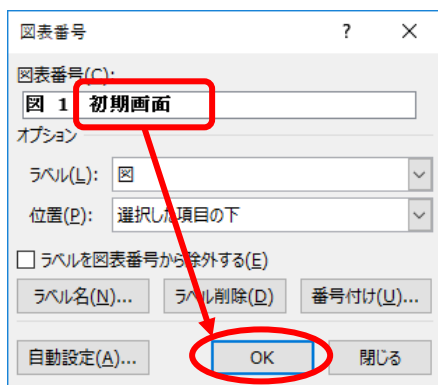 図表番号 ? ×
図表番号(C):
図 1 初期画面
オプション
ラベル(L): 図
位置(P): 選択した項目の下
ラベルを図表番号から除外する(E)
ラベル名(N)... ラベル削除(D) 番号付け(U)...
自動設定(A)... OK 閉じる